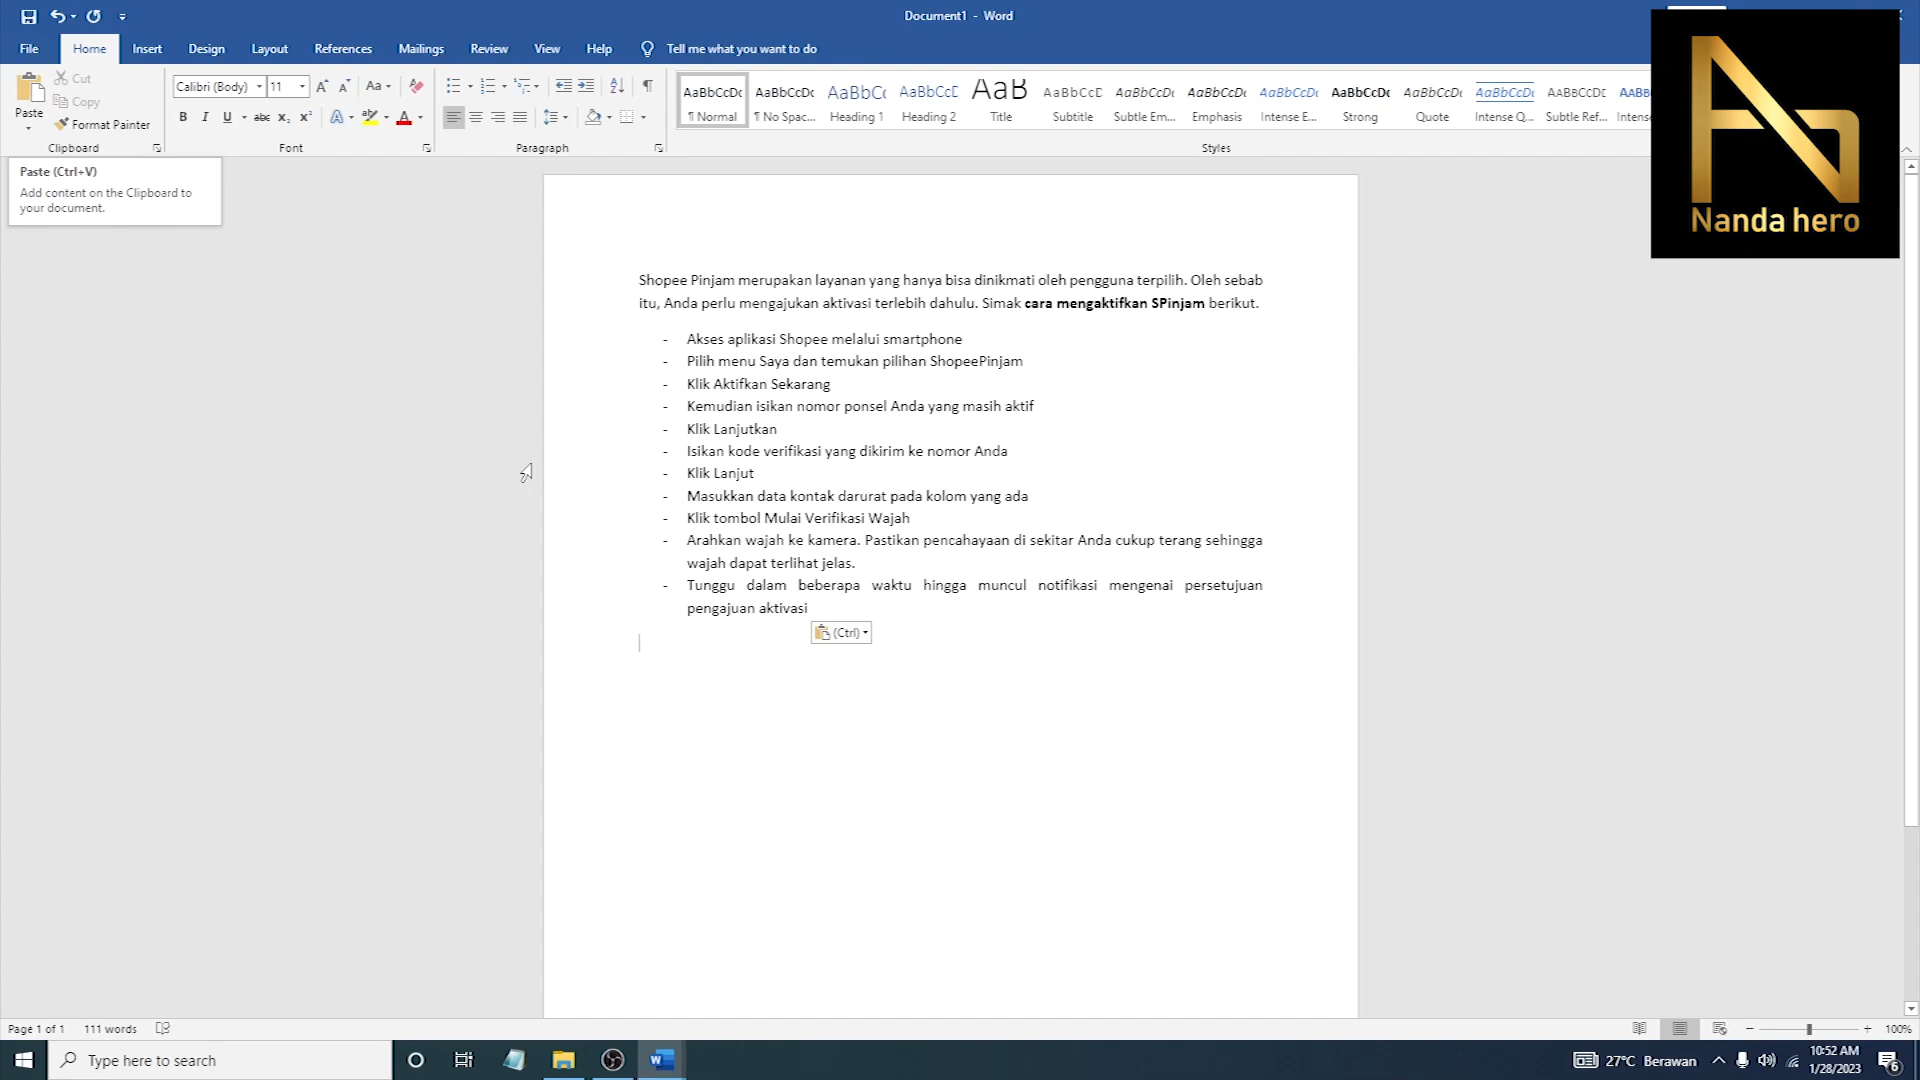 Document1 - Word
File Home Insert Design Layout References Mailings Review View Help Tell me what you want to do
Paste
Cut
Copy
Format Painter
Calibri (Body) 11
AaBbCcDc AaBbCcDc AaBbCc AaBbCcD AaB AaBbCcD AaBbCcDc AaBbCcDc AaBbCcDc AaBbCcDc AaBbCcDc AaBbCcDc AaBbCcDc AaBb
¶ Normal ¶ No Spac... Heading 1 Heading 2 Title Subtitle Subtle Em... Emphasis Intense E... Strong Quote Intense Q... Subtle Ref... Intens
Clipboard Font Paragraph Styles
Paste (Ctrl+V)
Add content on the Clipboard to
your document.
Nanda hero
Shopee Pinjam merupakan layanan yang hanya bisa dinikmati oleh pengguna terpilih. Oleh sebab
itu, Anda perlu mengajukan aktivasi terlebih dahulu. Simak cara mengaktifkan SPinjam berikut.
- Akses aplikasi Shopee melalui smartphone
- Pilih menu Saya dan temukan pilihan ShopeePinjam
- Klik Aktifkan Sekarang
- Kemudian isikan nomor ponsel Anda yang masih aktif
- Klik Lanjutkan
- Isikan kode verifikasi yang dikirim ke nomor Anda
- Klik Lanjut
- Masukkan data kontak darurat pada kolom yang ada
- Klik tombol Mulai Verifikasi Wajah
- Arahkan wajah ke kamera. Pastikan pencahayaan di sekitar Anda cukup terang sehingga
wajah dapat terlihat jelas.
- Tunggu dalam beberapa waktu hingga muncul notifikasi mengenai persetujuan
pengajuan aktivasi
(Ctrl)
Page 1 of 1 111 words
100%
Type here to search
27°C Berawan
10:52 AM
1/28/2023
6